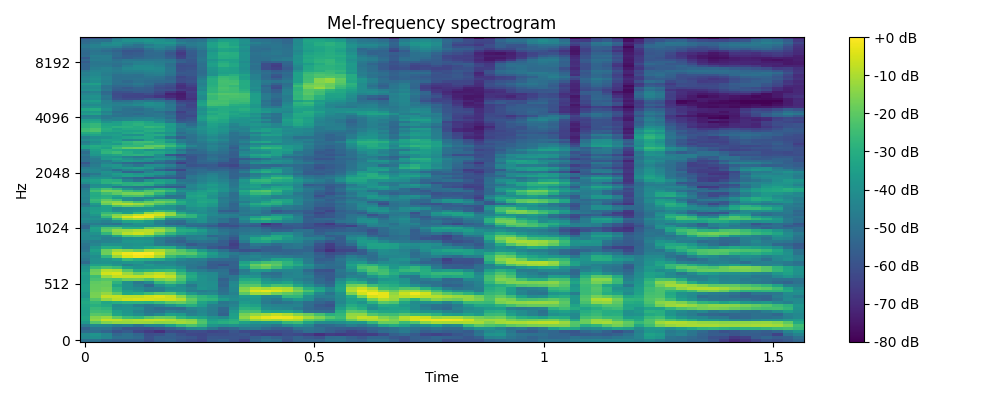 Mel-frequency spectrogram
Hz
8192
4096
2048
1024
512
0
0
0.5
1
1.5
Time
+0 dB
-10 dB
-20 dB
-30 dB
-40 dB
-50 dB
-60 dB
-70 dB
-80 dB